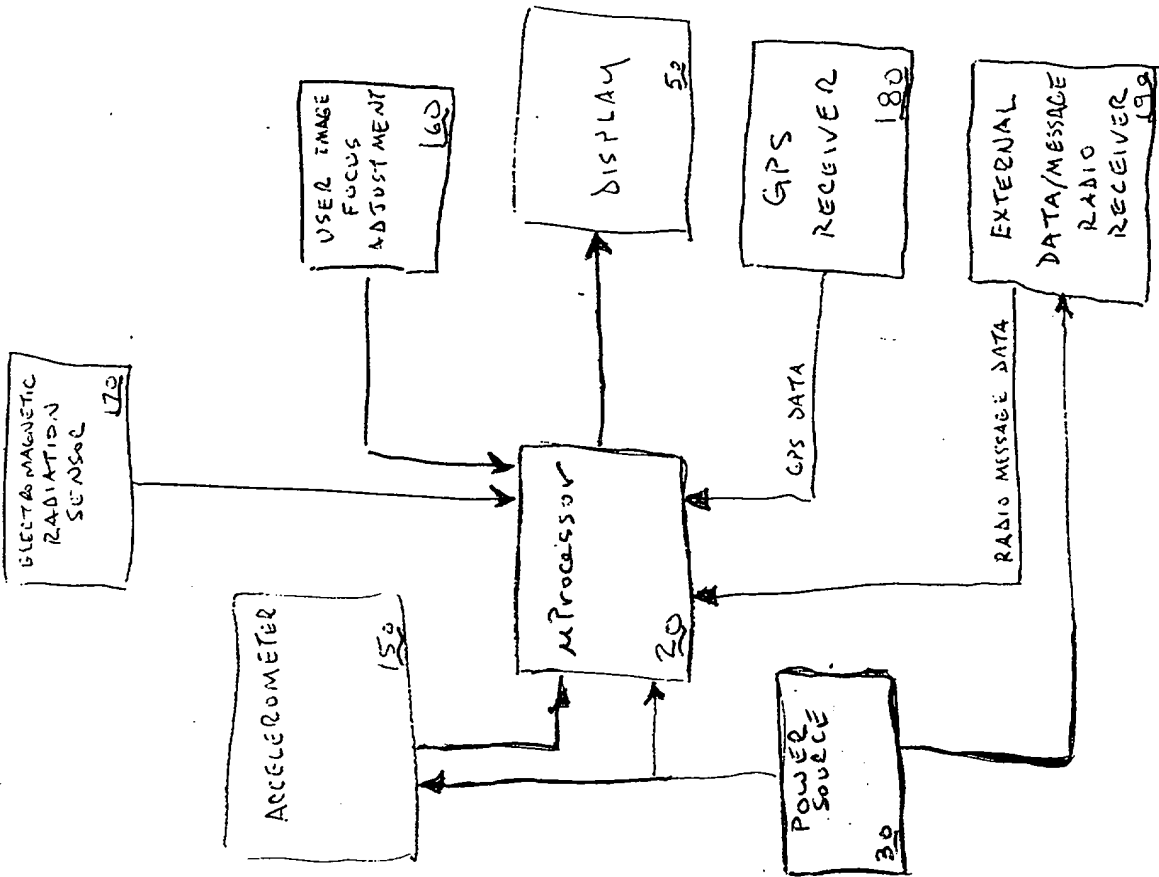 ELECTROMAGNETIC
RADIATION
SENSOR
170
USER IMAGE
FOCUS
ADJUSTMENT
160
ACCELEROMETER
150
μProcessor
20
DISPLAY
50
GPS DATA
GPS
RECEIVER
180
POWER
SOURCE
30
RADIO MESSAGE DATA
EXTERNAL
DATA/MESSAGE
RADIO
RECEIVER
190